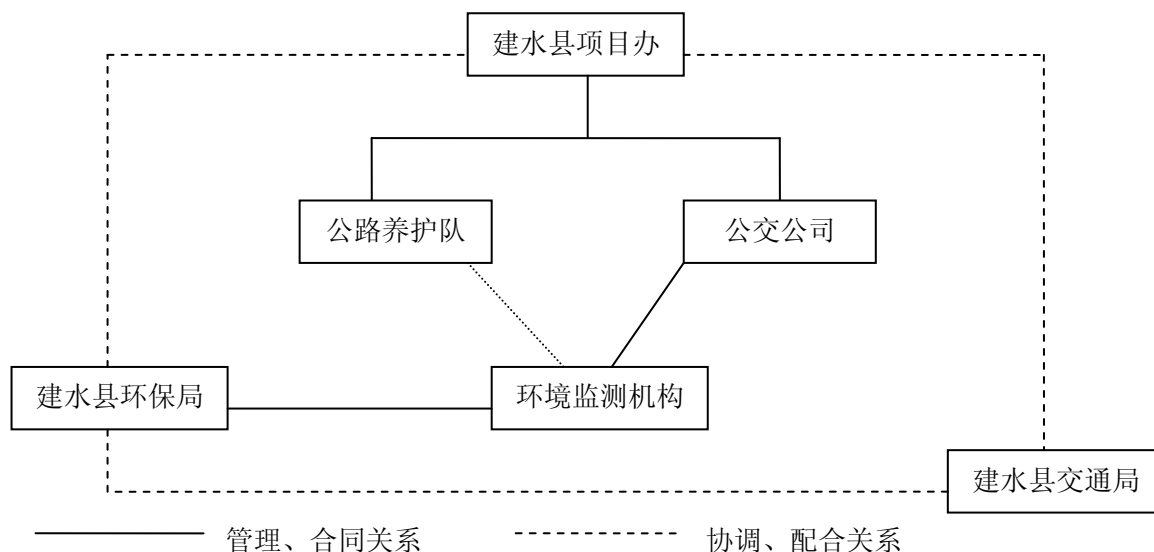 建水县项目办
公路养护队
公交公司
建水县环保局
环境监测机构
建水县交通局
管理、合同关系
协调、配合关系